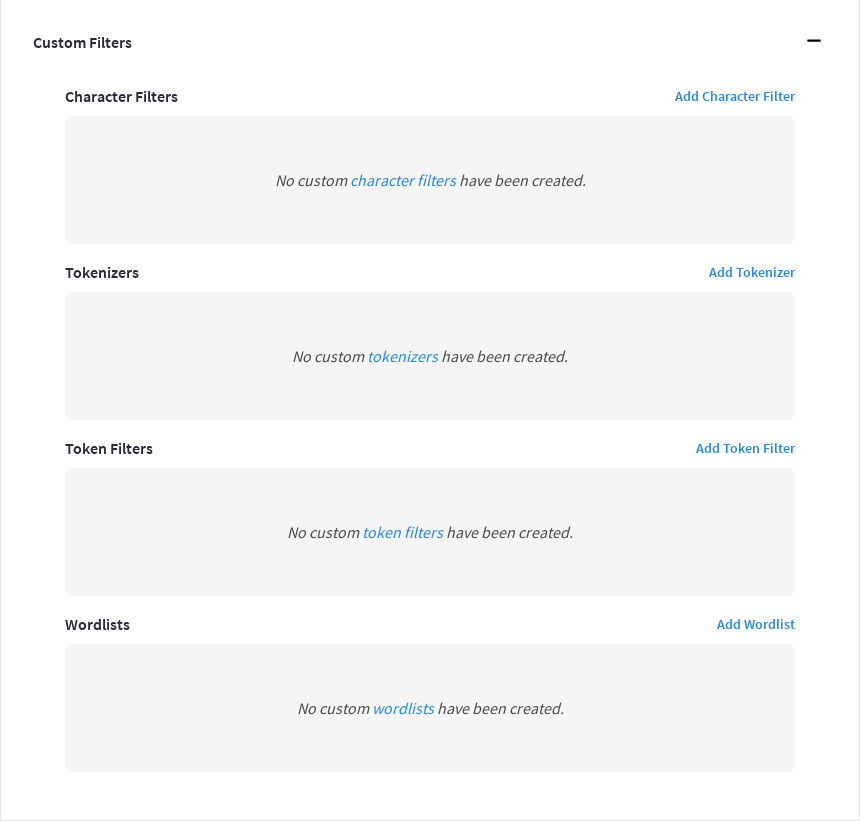 Custom Filters
Character Filters Add Character Filter
No custom character filters have been created.
Tokenizers Add Tokenizer
No custom tokenizers have been created.
Token Filters Add Token Filter
No custom token filters have been created.
Wordlists Add Wordlist
No custom wordlists have been created.